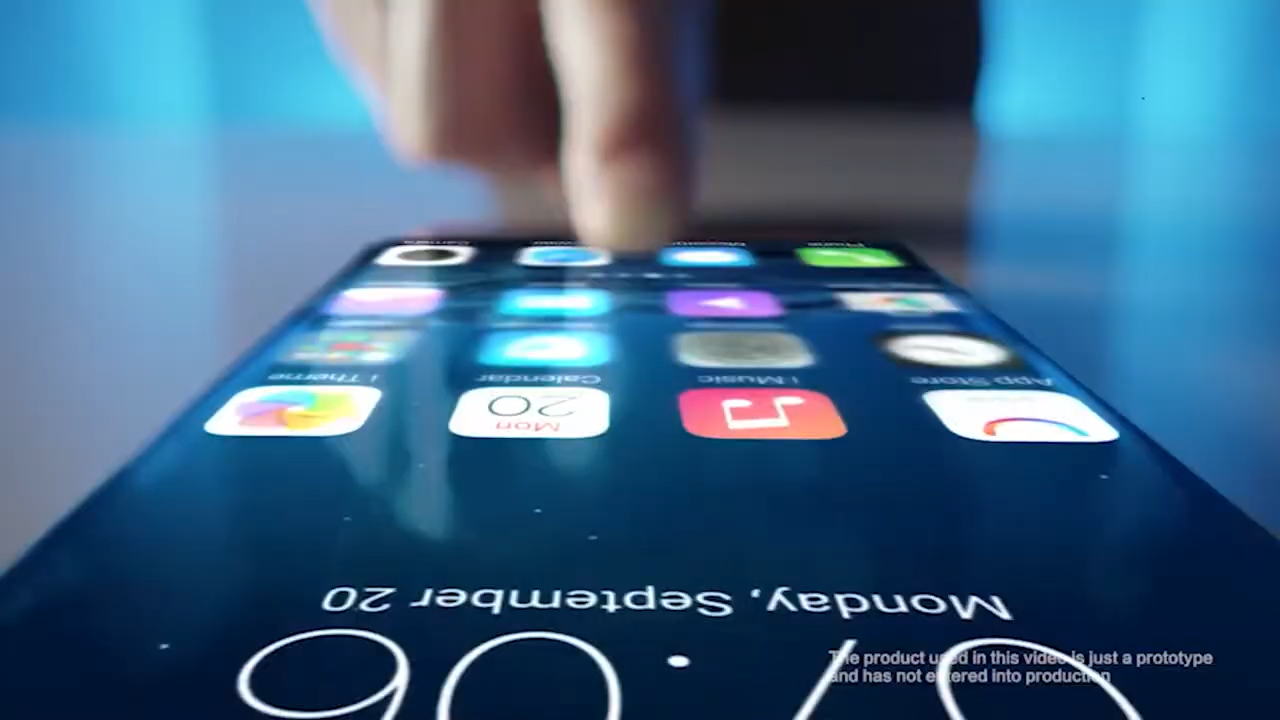 Monday, September 20
Mon
20
App Store
i Music
Calendar
i Theme
The product used in this video is just a prototype
and has not entered into production